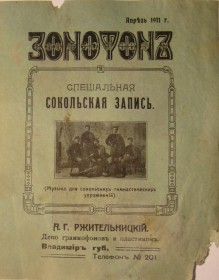 Апрѣль 1911 г.
ЗОНОФОНЪ
СПЕЦІАЛЬНАЯ
СОКОЛЬСКАЯ ЗАПИСЬ.
(Музыка для сокольскихъ гимнастическихъ
упражненій).
А. Г. РЖИТЕЛЬНИЦКІЙ.
Депо граммофоновъ и пластинокъ
Владиміръ губ.
Телефонъ № 201